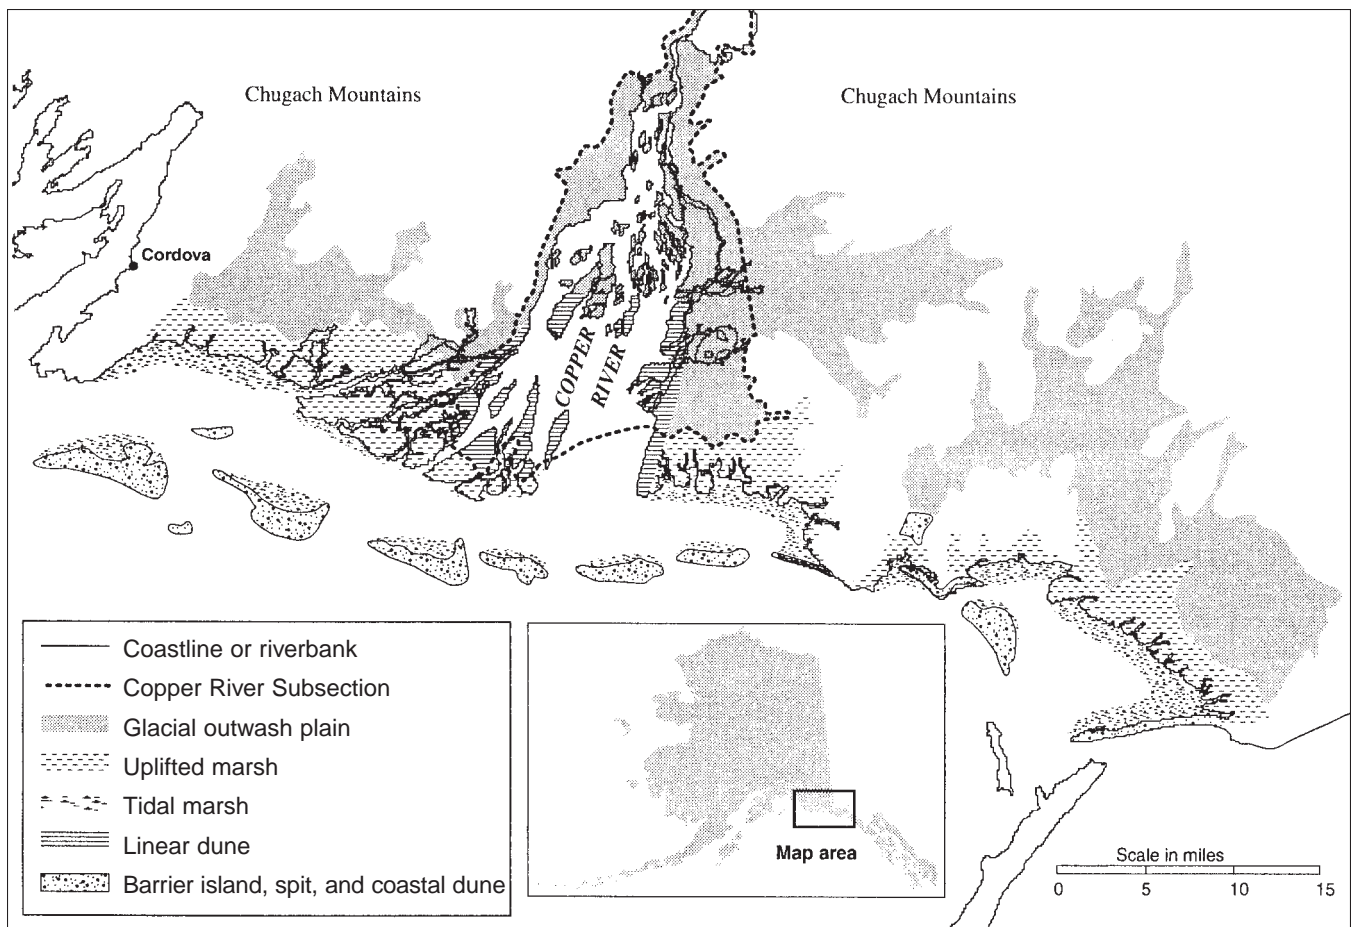 Chugach Mountains
Chugach Mountains
Cordova
COPPER
RIVER
Coastline or riverbank
Copper River Subsection
Glacial outwash plain
Uplifted marsh
Tidal marsh
Linear dune
Barrier island, spit, and coastal dune
Map area
Scale in miles
0 5 10 15